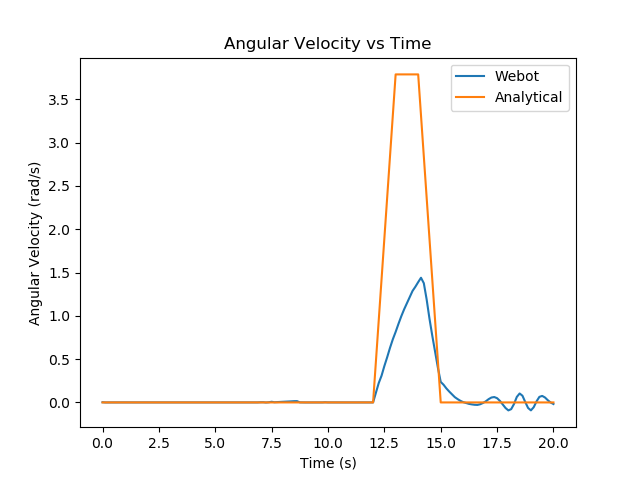 Angular Velocity vs Time
Webot
Analytical
Angular Velocity (rad/s)
3.5
3.0
2.5
2.0
1.5
1.0
0.5
0.0
0.0 2.5 5.0 7.5 10.0 12.5 15.0 17.5 20.0
Time (s)